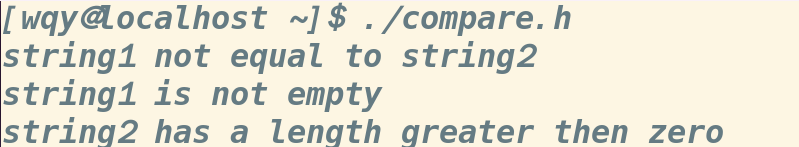 [wqy@localhost ~]$ ./compare.h
string1 not equal to string2
string1 is not empty
string2 has a length greater then zero